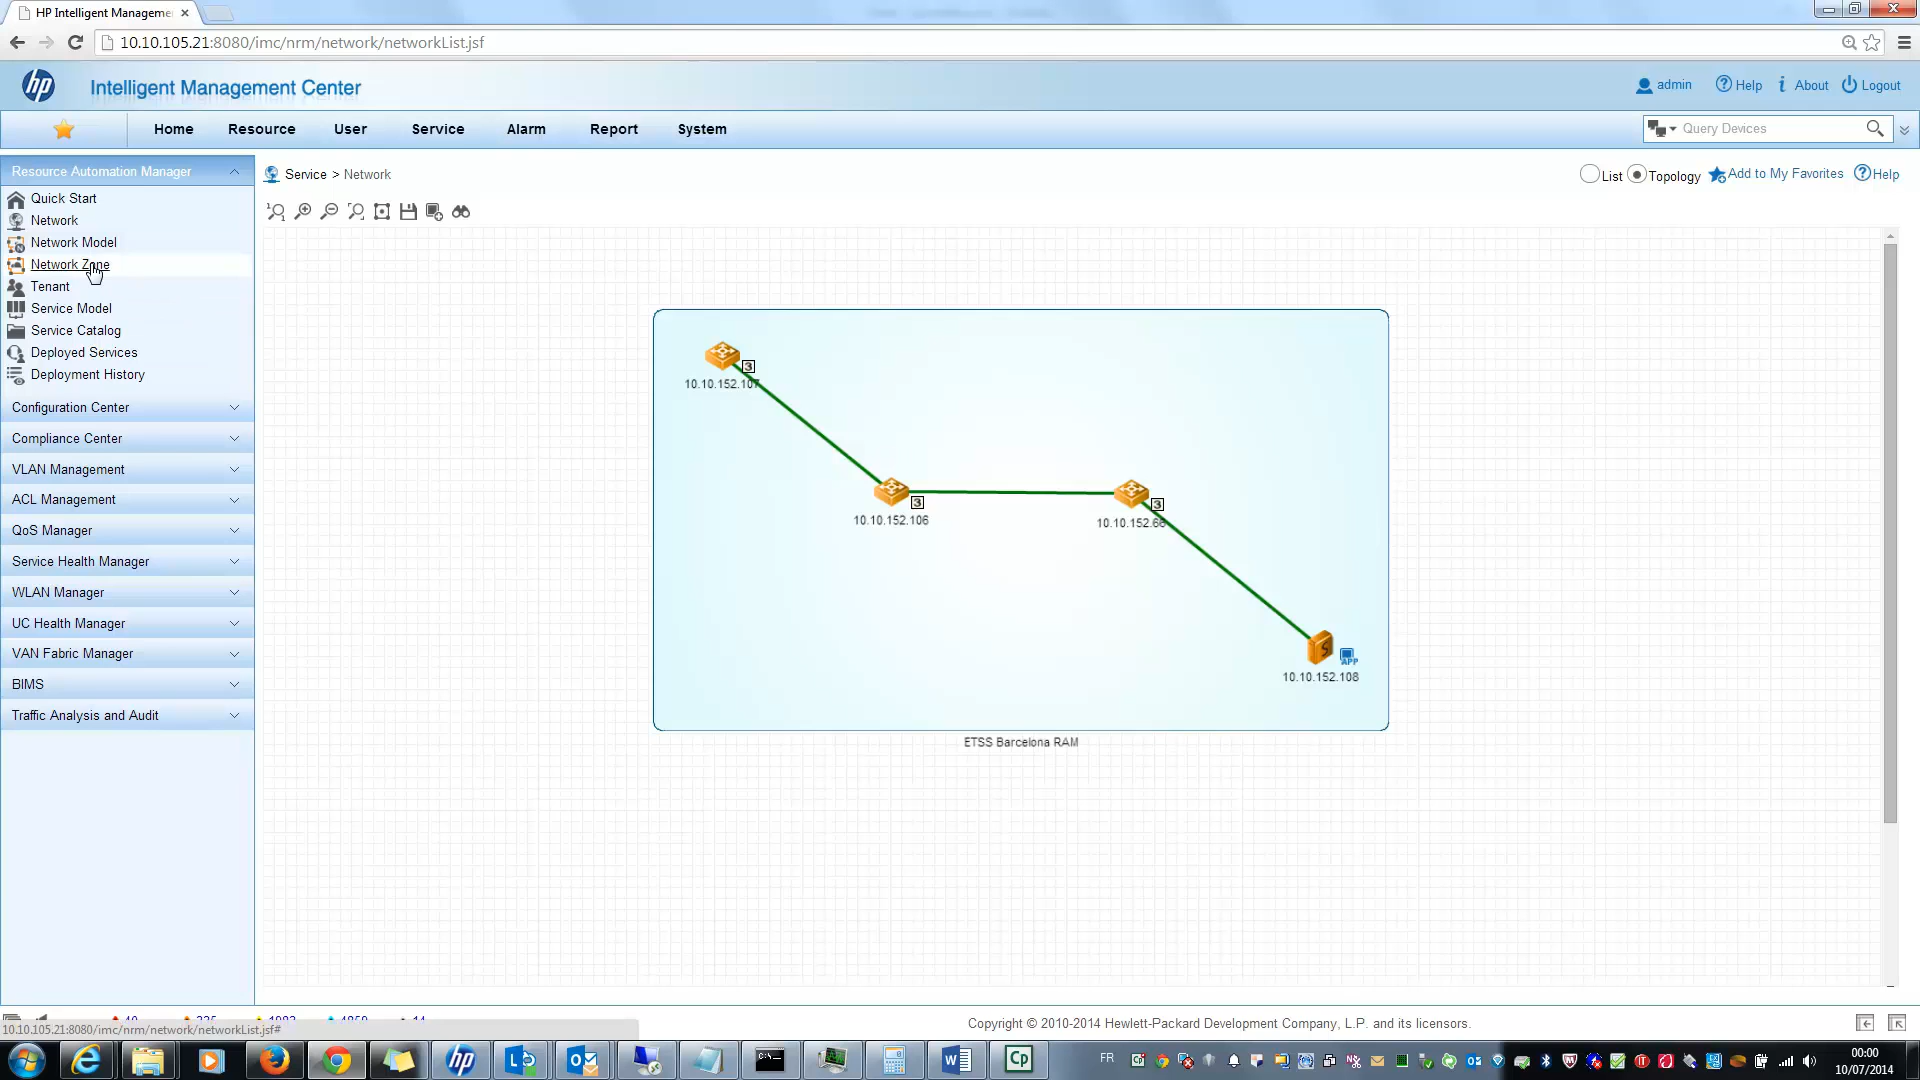 HP Intelligent Manageme
10.10.105.21:8080/imc/nrm/network/networkList.jsf
hp
Intelligent Management Center
admin
Help
About
Logout
Home
Resource
User
Service
Alarm
Report
System
Query Devices
Resource Automation Manager
Quick Start
Network
Network Model
Network Zone
Tenant
Service Model
Service Catalog
Deployed Services
Deployment History
Configuration Center
Compliance Center
VLAN Management
ACL Management
QoS Manager
Service Health Manager
WLAN Manager
UC Health Manager
VAN Fabric Manager
BIMS
Traffic Analysis and Audit
Service > Network
List
Topology
Add to My Favorites
Help
3
10.10.152.107
3
10.10.152.106
3
10.10.152.66
S
APP
10.10.152.108
ETSS Barcelona RAM
10.10.105.21:8080/imc/nrm/network/networkList.jsf#
Copyright © 2010-2014 Hewlett-Packard Development Company, L.P. and its licensors.
FR
00:00
10/07/2014